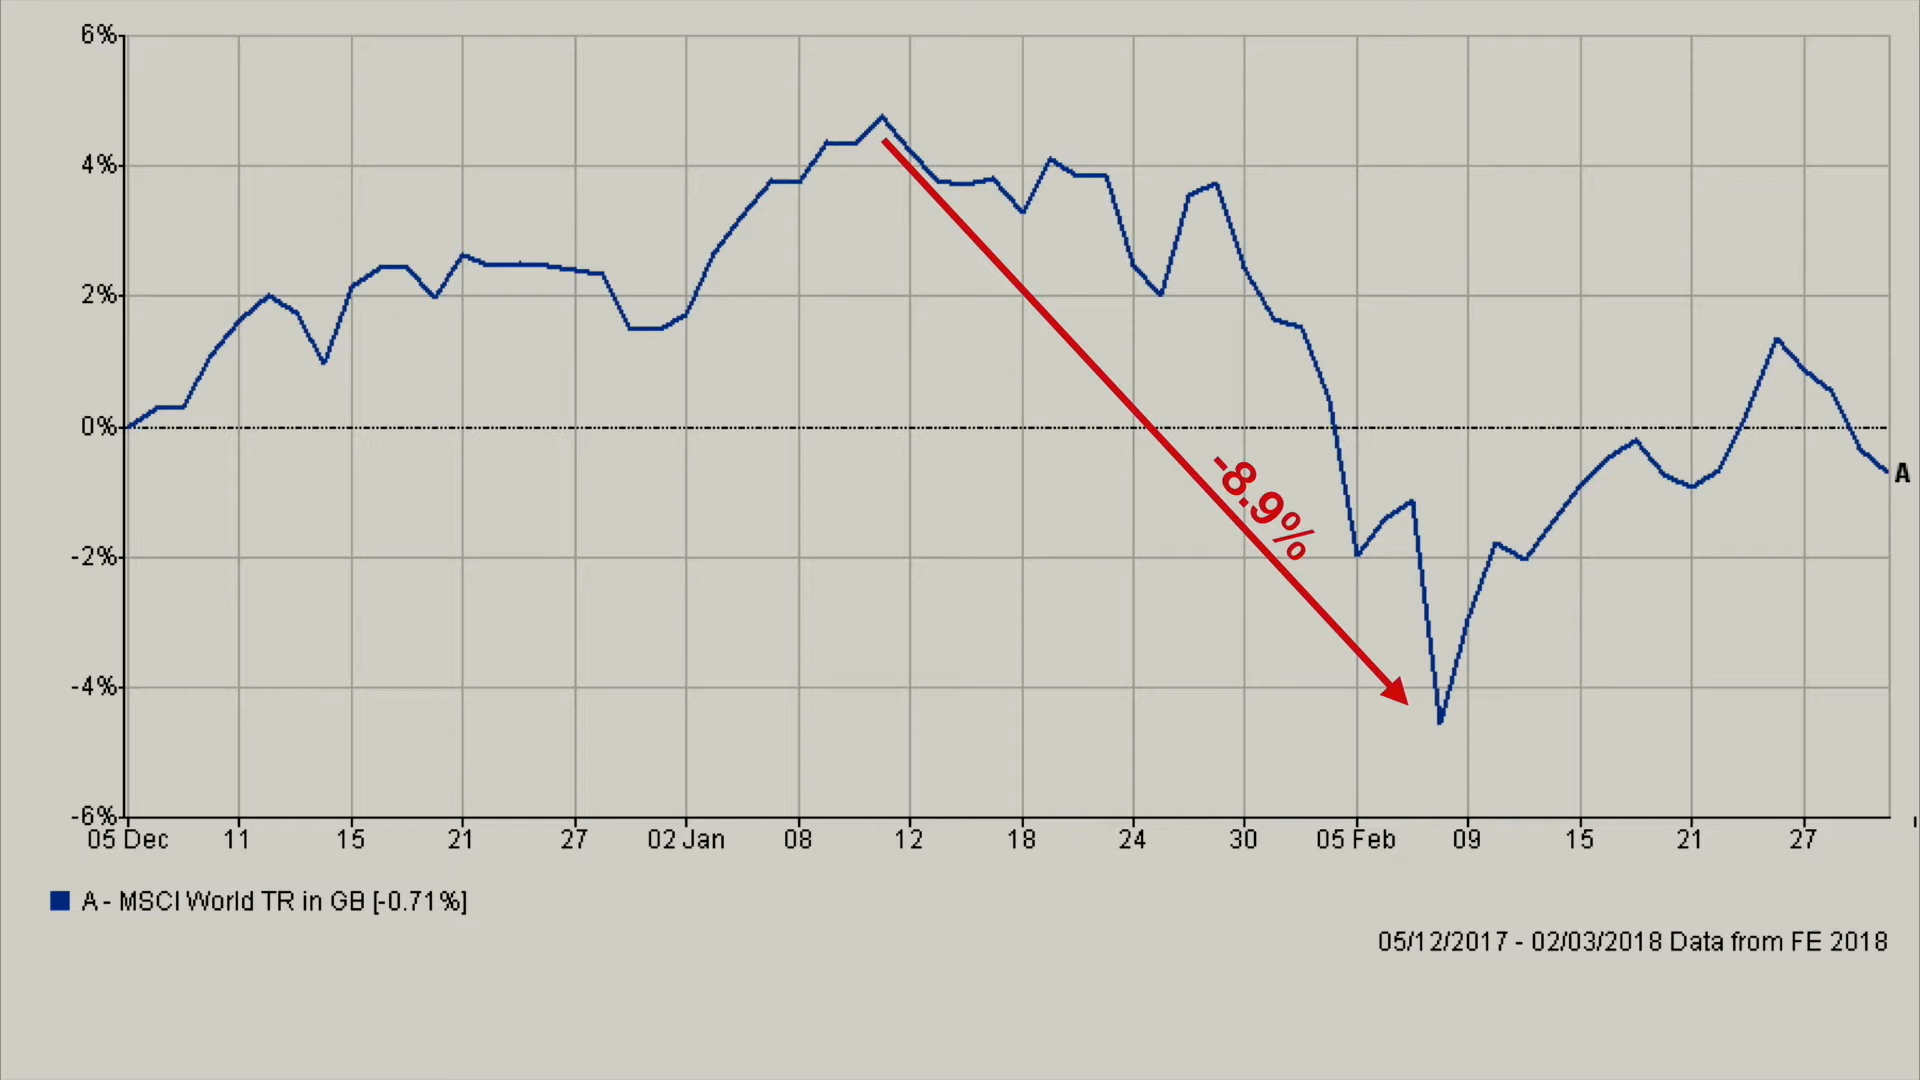 6%
4%
2%
0%
-2%
-4%
-6%
-8.9%
A
05 Dec 11 15 21 27 02 Jan 08 12 18 24 30 05 Feb 09 15 21 27
A - MSCI World TR in GB [-0.71%]
05/12/2017 - 02/03/2018 Data from FE 2018